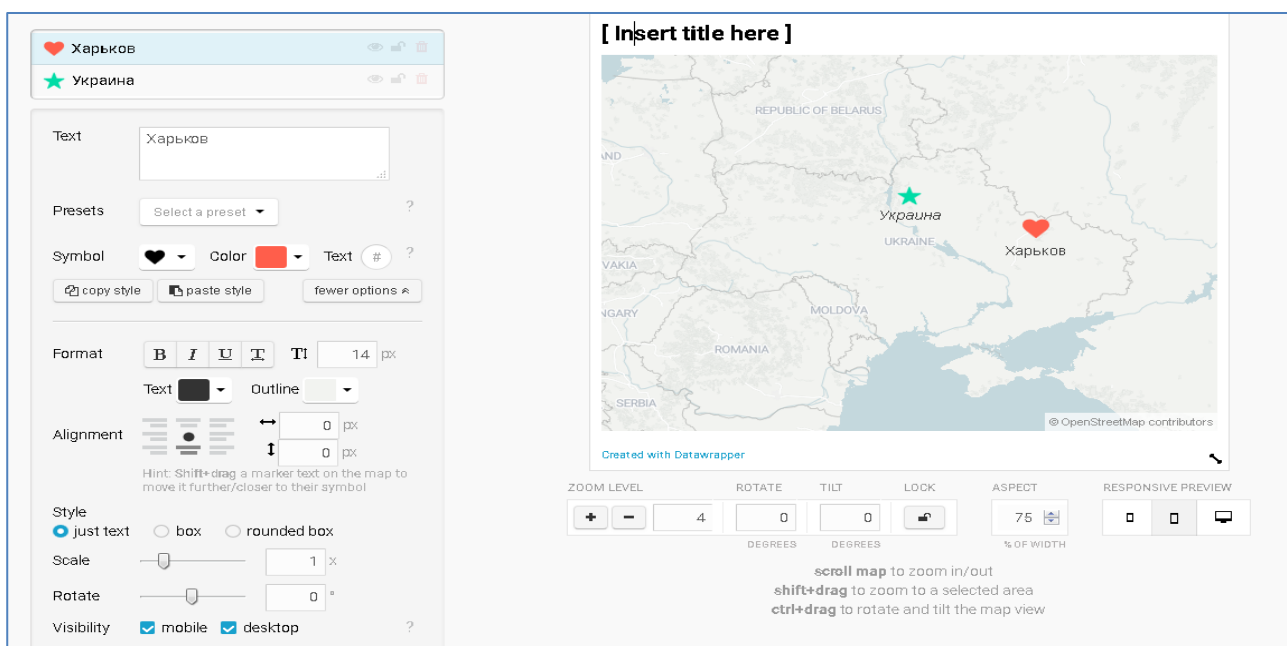 Харьков
Украина
Text
Харьков
Presets
Select a preset
?
Symbol
Color
Text
#
?
copy style
paste style
fewer options
Format
B I U T
TI
14 px
Text
Outline
Alignment
0 px
0 px
Hint: Shift+drag a marker text on the map to
move it further/closer to their symbol
Style
just text
box
rounded box
Scale
1 x
Rotate
0 °
Visibility
mobile
desktop
?
[ Insert title here ]
REPUBLIC OF BELARUS
AND
Украина
UKRAINE
Харьков
VAKIA
NGARY
MOLDOVA
ROMANIA
SERBIA
© OpenStreetMap contributors
Created with Datawrapper
ZOOM LEVEL
ROTATE
TILT
LOCK
ASPECT
RESPONSIVE PREVIEW
+ −
4
0
0
75
DEGREES
DEGREES
% OF WIDTH
scroll map to zoom in/out
shift+drag to zoom to a selected area
ctrl+drag to rotate and tilt the map view